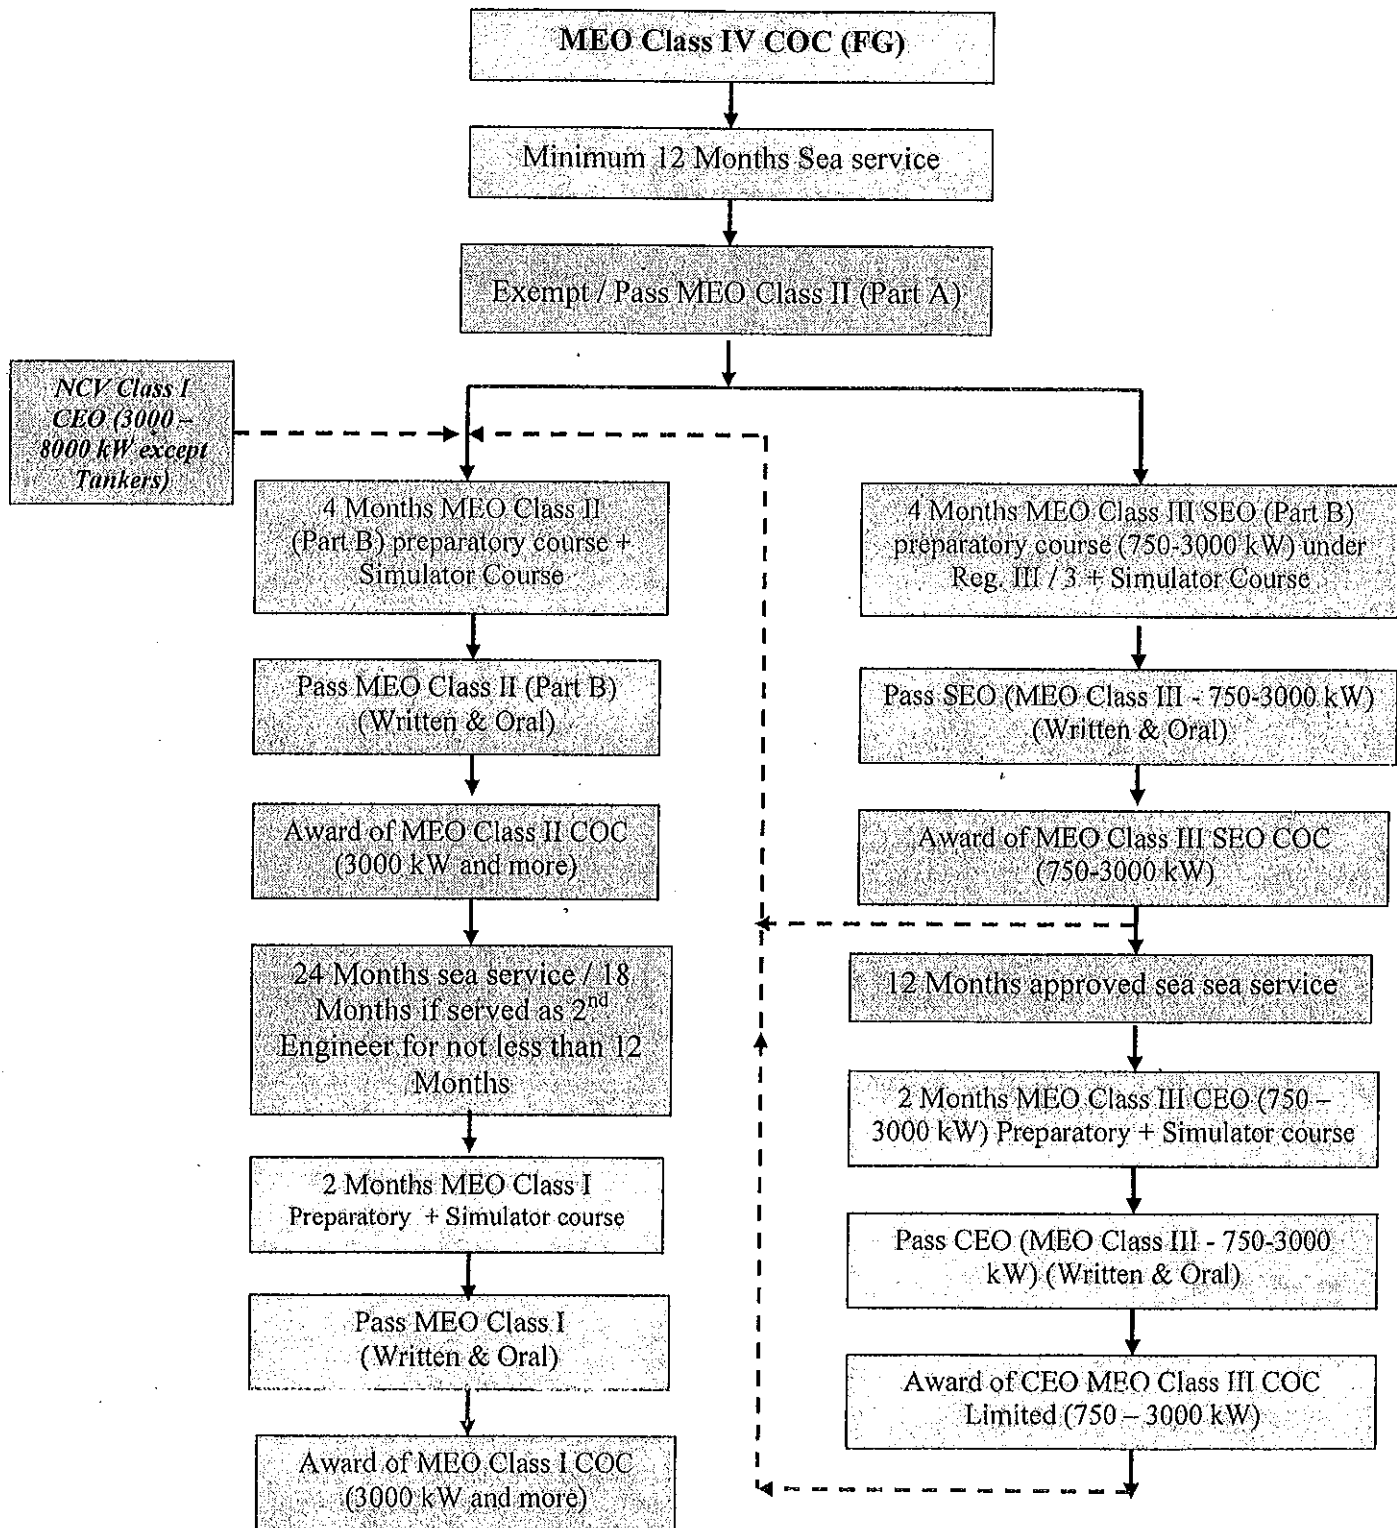 MEO Class IV COC (FG)
Minimum 12 Months Sea service
Exempt / Pass MEO Class II (Part A)
NCV Class I
CEO (3000 –
8000 kW except
Tankers)
4 Months MEO Class II
(Part B) preparatory course +
Simulator Course
Pass MEO Class II (Part B)
(Written & Oral)
Award of MEO Class II COC
(3000 kW and more)
24 Months sea service / 18
Months if served as 2nd
Engineer for not less than 12
Months
2 Months MEO Class I
Preparatory + Simulator course
Pass MEO Class I
(Written & Oral)
Award of MEO Class I COC
(3000 kW and more)
4 Months MEO Class III SEO (Part B)
preparatory course (750-3000 kW) under
Reg. III / 3 + Simulator Course
Pass SEO (MEO Class III - 750-3000 kW)
(Written & Oral)
Award of MEO Class III SEO COC
(750-3000 kW)
12 Months approved sea sea service
2 Months MEO Class III CEO (750 –
3000 kW) Preparatory + Simulator course
Pass CEO (MEO Class III - 750-3000
kW) (Written & Oral)
Award of CEO MEO Class III COC
Limited (750 – 3000 kW)